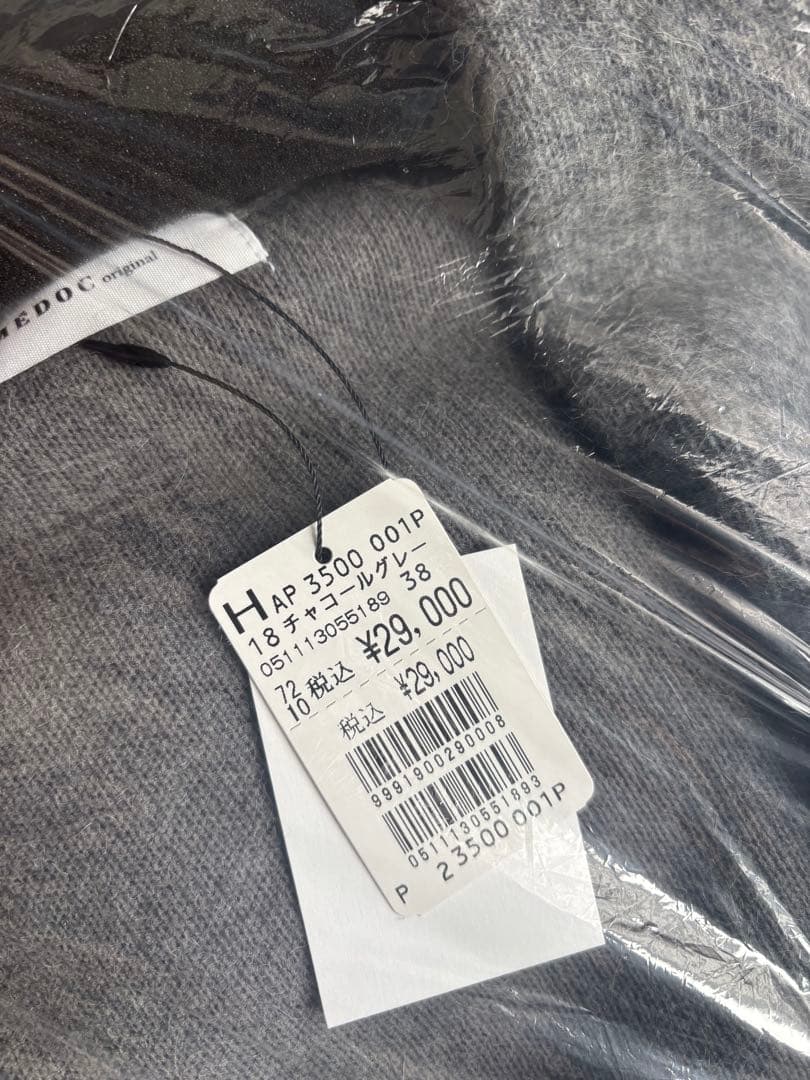 MEDOC original
H AP 3500 001P
18 チャコールグレー
051113055189 38
72
10 税込 ¥29,000
税込 ¥29,000
9991900290008
0511130551893
P 23500 001P